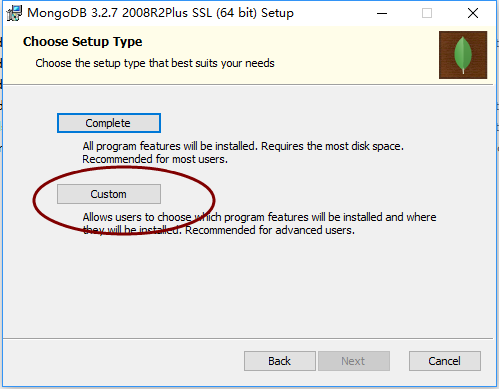 MongoDB 3.2.7 2008R2Plus SSL (64 bit) Setup
Choose Setup Type
Choose the setup type that best suits your needs
Complete
All program features will be installed. Requires the most disk space.
Recommended for most users.
Custom
Allows users to choose which program features will be installed and where
they will be installed. Recommended for advanced users.
Back
Next
Cancel